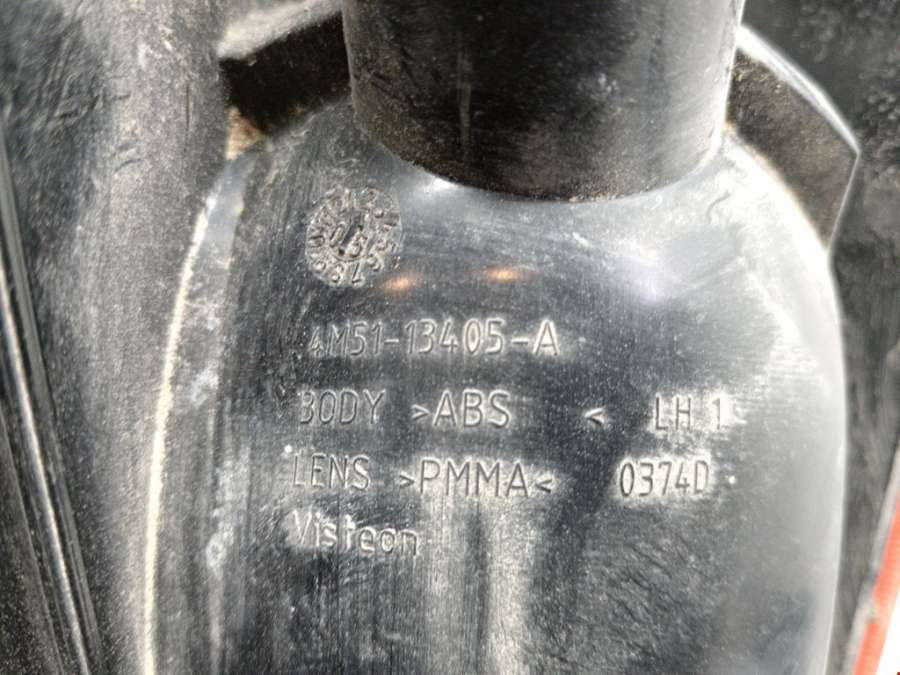 4M51-13405-A
BODY >ABS < LH 1
LENS >PMMA< 0374D
Visteon